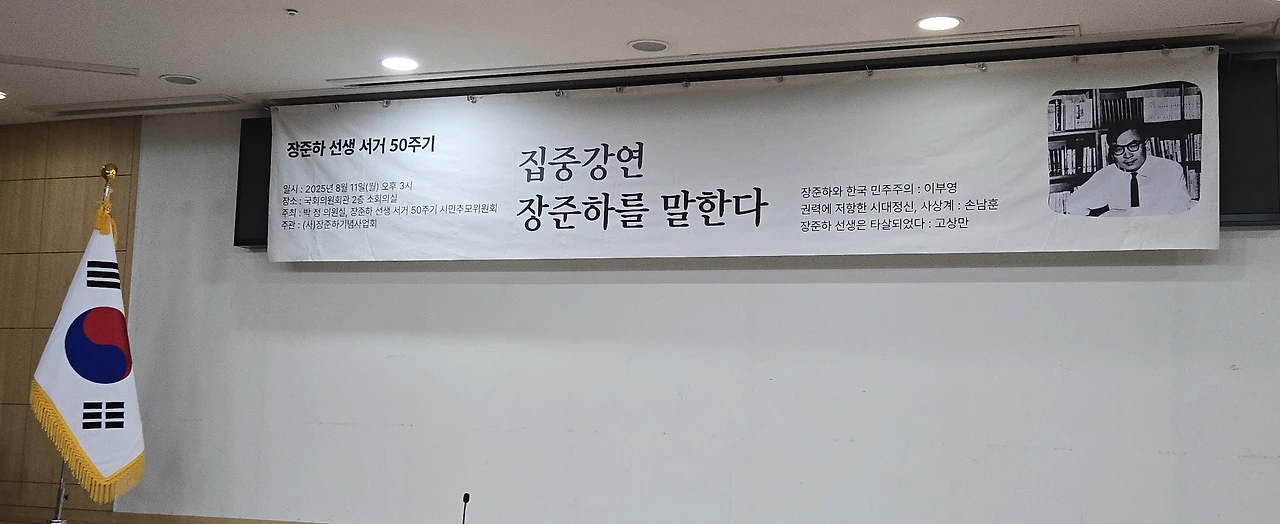 장준하 선생 서거 50주기
일시 : 2025년 8월 11일(월) 오후 3시
장소 : 국회의원회관 2층 소회의실
주최 : 박 정 의원실, 장준하 선생 서거 50주기 시민추모위원회
주관 : (사)장준하기념사업회
집중강연
장준하를 말한다
장준하와 한국 민주주의 : 이부영
권력에 저항한 시대정신, 사상계 : 손남훈
장준하 선생은 타살되었다 : 고상만